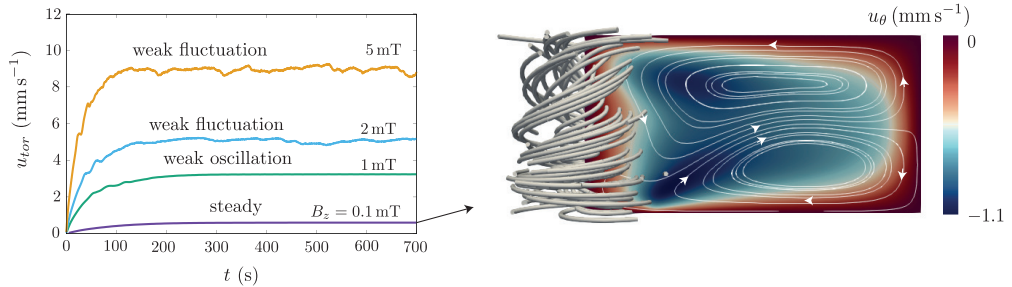 12
10
8
6
4
2
0
u_tor (mm s⁻¹)
weak fluctuation
5 mT
weak fluctuation
2 mT
weak oscillation
1 mT
steady
B_z = 0.1 mT
0 100 200 300 400 500 600 700
t (s)
u_θ (mm s⁻¹)
0
−1.1